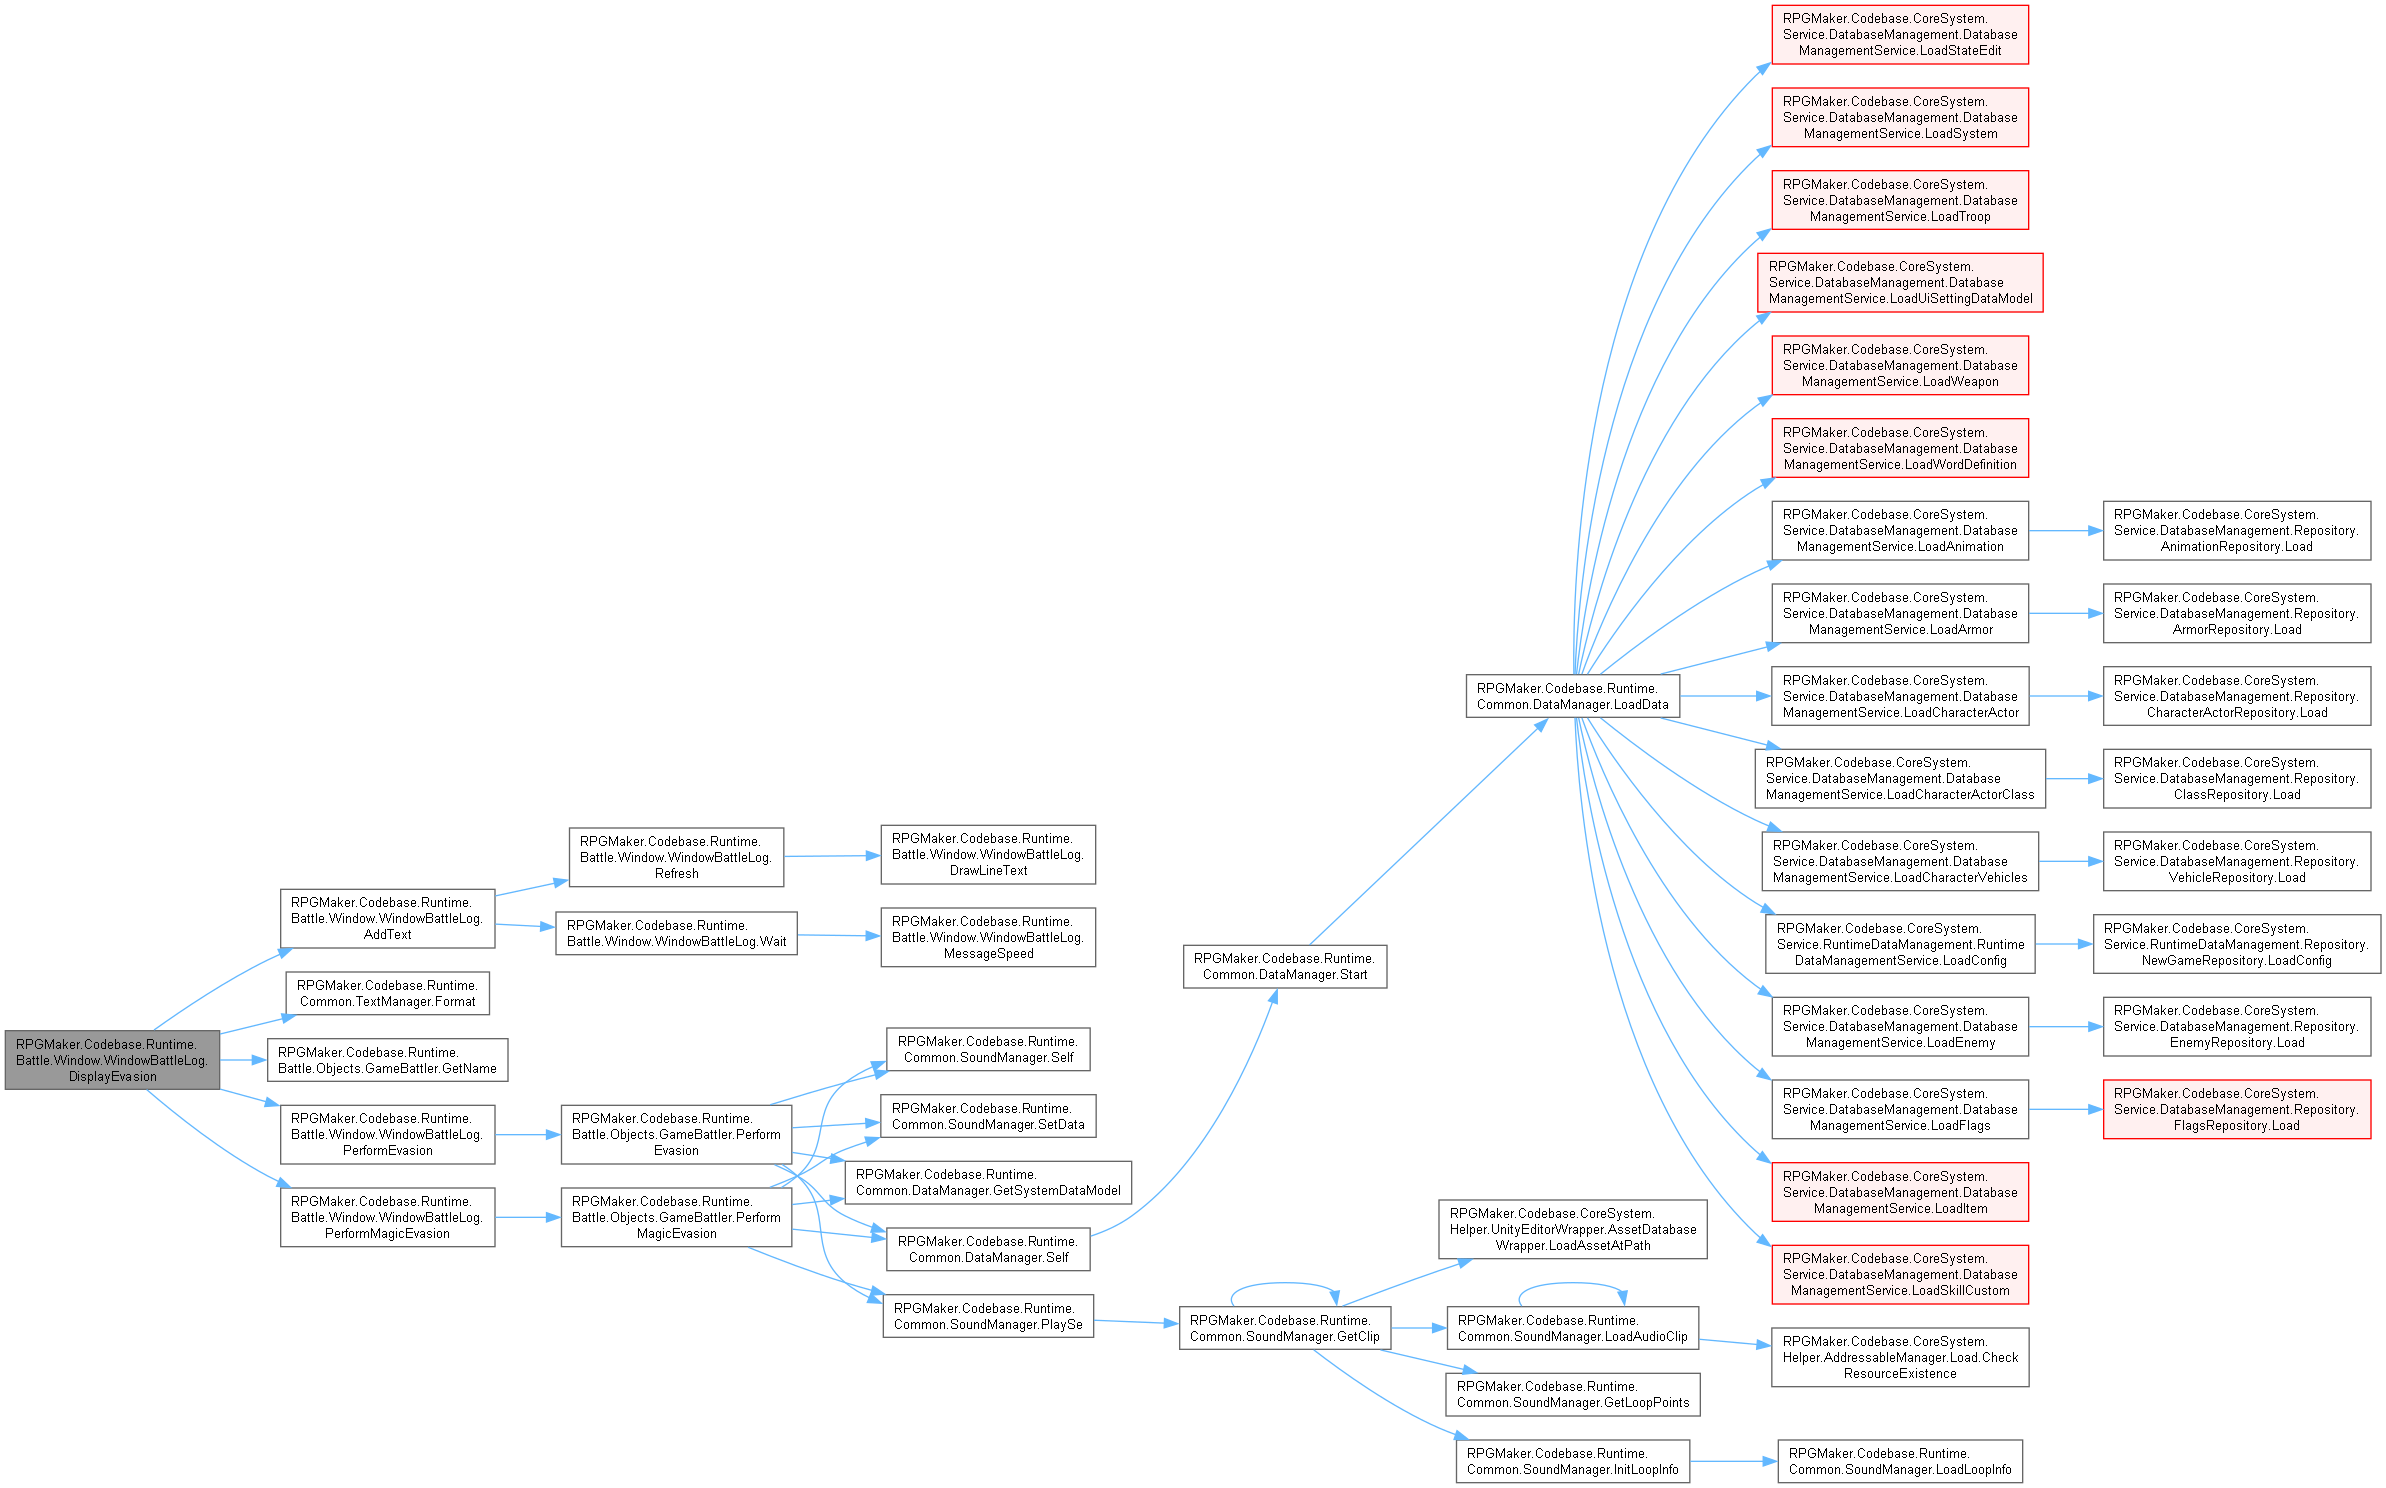 RPGMaker.Codebase.Runtime.
Battle.Window.WindowBattleLog.
DisplayEvasion
RPGMaker.Codebase.Runtime.
Battle.Window.WindowBattleLog.
AddText
RPGMaker.Codebase.Runtime.
Common.TextManager.Format
RPGMaker.Codebase.Runtime.
Battle.Objects.GameBattler.GetName
RPGMaker.Codebase.Runtime.
Battle.Window.WindowBattleLog.
PerformEvasion
RPGMaker.Codebase.Runtime.
Battle.Window.WindowBattleLog.
PerformMagicEvasion
RPGMaker.Codebase.Runtime.
Battle.Window.WindowBattleLog.
Refresh
RPGMaker.Codebase.Runtime.
Battle.Window.WindowBattleLog.Wait
RPGMaker.Codebase.Runtime.
Battle.Objects.GameBattler.Perform
Evasion
RPGMaker.Codebase.Runtime.
Battle.Objects.GameBattler.Perform
MagicEvasion
RPGMaker.Codebase.Runtime.
Battle.Window.WindowBattleLog.
DrawLineText
RPGMaker.Codebase.Runtime.
Battle.Window.WindowBattleLog.
MessageSpeed
RPGMaker.Codebase.Runtime.
Common.SoundManager.Self
RPGMaker.Codebase.Runtime.
Common.SoundManager.SetData
RPGMaker.Codebase.Runtime.
Common.DataManager.GetSystemDataModel
RPGMaker.Codebase.Runtime.
Common.DataManager.Self
RPGMaker.Codebase.Runtime.
Common.SoundManager.PlaySe
RPGMaker.Codebase.Runtime.
Common.DataManager.Start
RPGMaker.Codebase.Runtime.
Common.SoundManager.GetClip
RPGMaker.Codebase.Runtime.
Common.DataManager.LoadData
RPGMaker.Codebase.CoreSystem.
Helper.UnityEditorWrapper.AssetDatabase
Wrapper.LoadAssetAtPath
RPGMaker.Codebase.Runtime.
Common.SoundManager.LoadAudioClip
RPGMaker.Codebase.Runtime.
Common.SoundManager.GetLoopPoints
RPGMaker.Codebase.Runtime.
Common.SoundManager.InitLoopInfo
RPGMaker.Codebase.CoreSystem.
Service.DatabaseManagement.Database
ManagementService.LoadStateEdit
RPGMaker.Codebase.CoreSystem.
Service.DatabaseManagement.Database
ManagementService.LoadSystem
RPGMaker.Codebase.CoreSystem.
Service.DatabaseManagement.Database
ManagementService.LoadTroop
RPGMaker.Codebase.CoreSystem.
Service.DatabaseManagement.Database
ManagementService.LoadUiSettingDataModel
RPGMaker.Codebase.CoreSystem.
Service.DatabaseManagement.Database
ManagementService.LoadWeapon
RPGMaker.Codebase.CoreSystem.
Service.DatabaseManagement.Database
ManagementService.LoadWordDefinition
RPGMaker.Codebase.CoreSystem.
Service.DatabaseManagement.Database
ManagementService.LoadAnimation
RPGMaker.Codebase.CoreSystem.
Service.DatabaseManagement.Database
ManagementService.LoadArmor
RPGMaker.Codebase.CoreSystem.
Service.DatabaseManagement.Database
ManagementService.LoadCharacterActor
RPGMaker.Codebase.CoreSystem.
Service.DatabaseManagement.Database
ManagementService.LoadCharacterActorClass
RPGMaker.Codebase.CoreSystem.
Service.DatabaseManagement.Database
ManagementService.LoadCharacterVehicles
RPGMaker.Codebase.CoreSystem.
Service.RuntimeDataManagement.Runtime
DataManagementService.LoadConfig
RPGMaker.Codebase.CoreSystem.
Service.DatabaseManagement.Database
ManagementService.LoadEnemy
RPGMaker.Codebase.CoreSystem.
Service.DatabaseManagement.Database
ManagementService.LoadFlags
RPGMaker.Codebase.CoreSystem.
Service.DatabaseManagement.Database
ManagementService.LoadItem
RPGMaker.Codebase.CoreSystem.
Service.DatabaseManagement.Database
ManagementService.LoadSkillCustom
RPGMaker.Codebase.CoreSystem.
Helper.AddressableManager.Load.Check
ResourceExistence
RPGMaker.Codebase.Runtime.
Common.SoundManager.LoadLoopInfo
RPGMaker.Codebase.CoreSystem.
Service.DatabaseManagement.Repository.
AnimationRepository.Load
RPGMaker.Codebase.CoreSystem.
Service.DatabaseManagement.Repository.
ArmorRepository.Load
RPGMaker.Codebase.CoreSystem.
Service.DatabaseManagement.Repository.
CharacterActorRepository.Load
RPGMaker.Codebase.CoreSystem.
Service.DatabaseManagement.Repository.
ClassRepository.Load
RPGMaker.Codebase.CoreSystem.
Service.DatabaseManagement.Repository.
VehicleRepository.Load
RPGMaker.Codebase.CoreSystem.
Service.RuntimeDataManagement.Repository.
NewGameRepository.LoadConfig
RPGMaker.Codebase.CoreSystem.
Service.DatabaseManagement.Repository.
EnemyRepository.Load
RPGMaker.Codebase.CoreSystem.
Service.DatabaseManagement.Repository.
FlagsRepository.Load